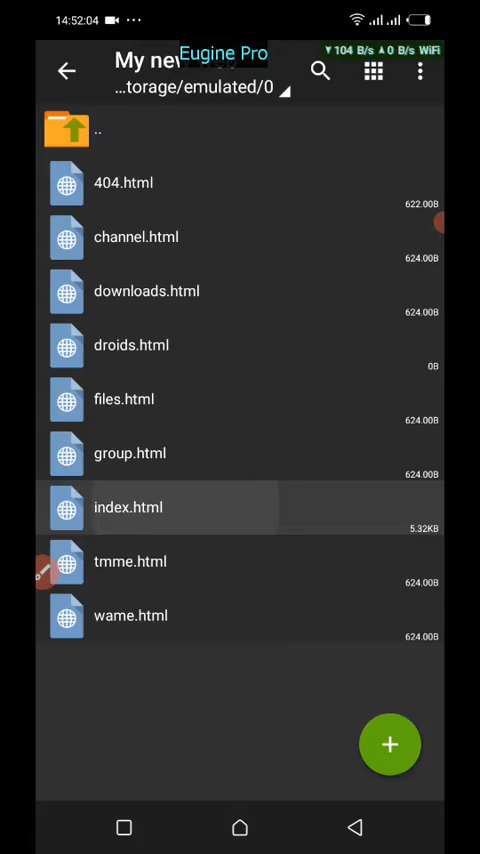 14:52:04
Eugine Pro
▼104 B/s ▲0 B/s WiFi
My new
...torage/emulated/0
..
404.html
622.00B
channel.html
624.00B
downloads.html
624.00B
droids.html
0B
files.html
624.00B
group.html
624.00B
index.html
5.32KB
tmme.html
624.00B
wame.html
624.00B